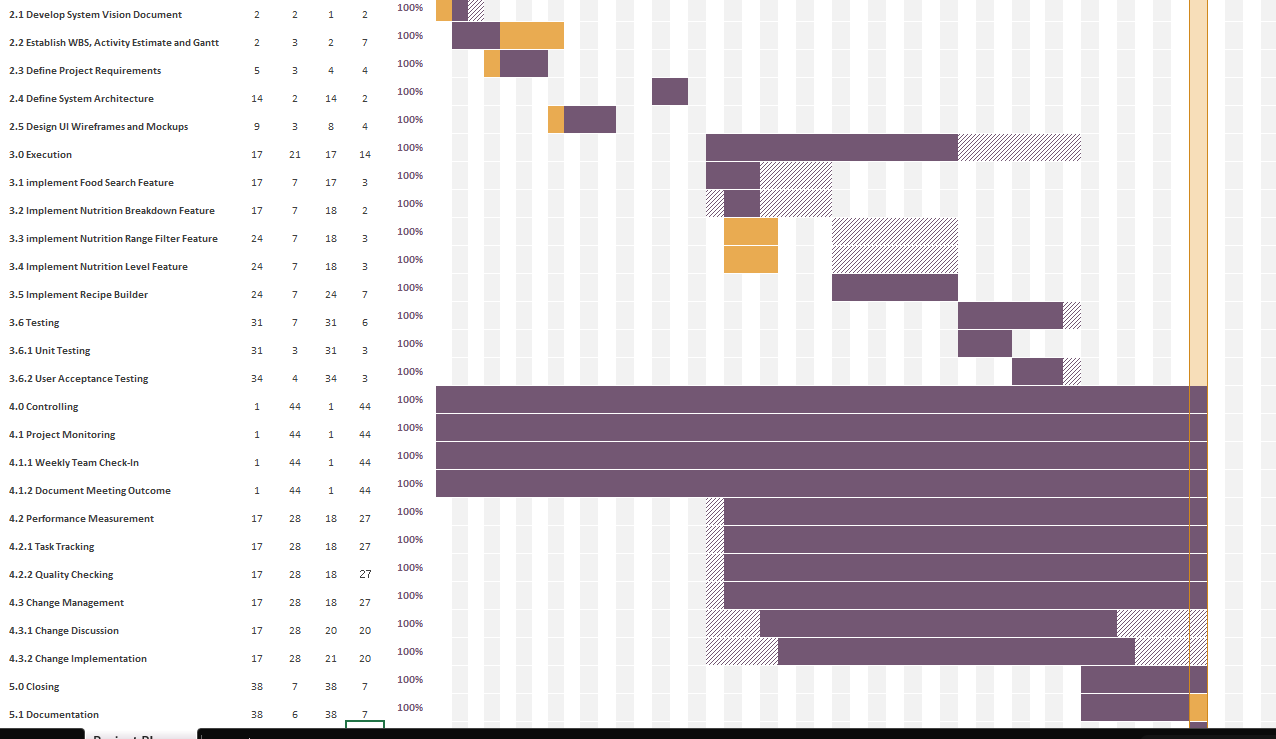 2.1 Develop System Vision Document 2 2 1 2 100%
2.2 Establish WBS, Activity Estimate and Gantt 2 3 2 7 100%
2.3 Define Project Requirements 5 3 4 4 100%
2.4 Define System Architecture 14 2 14 2 100%
2.5 Design UI Wireframes and Mockups 9 3 8 4 100%
3.0 Execution 17 21 17 14 100%
3.1 implement Food Search Feature 17 7 17 3 100%
3.2 Implement Nutrition Breakdown Feature 17 7 18 2 100%
3.3 implement Nutrition Range Filter Feature 24 7 18 3 100%
3.4 Implement Nutrition Level Feature 24 7 18 3 100%
3.5 Implement Recipe Builder 24 7 24 7 100%
3.6 Testing 31 7 31 6 100%
3.6.1 Unit Testing 31 3 31 3 100%
3.6.2 User Acceptance Testing 34 4 34 3 100%
4.0 Controlling 1 44 1 44 100%
4.1 Project Monitoring 1 44 1 44 100%
4.1.1 Weekly Team Check-In 1 44 1 44 100%
4.1.2 Document Meeting Outcome 1 44 1 44 100%
4.2 Performance Measurement 17 28 18 27 100%
4.2.1 Task Tracking 17 28 18 27 100%
4.2.2 Quality Checking 17 28 18 27 100%
4.3 Change Management 17 28 18 27 100%
4.3.1 Change Discussion 17 28 20 20 100%
4.3.2 Change Implementation 17 28 21 20 100%
5.0 Closing 38 7 38 7 100%
5.1 Documentation 38 6 38 7 100%